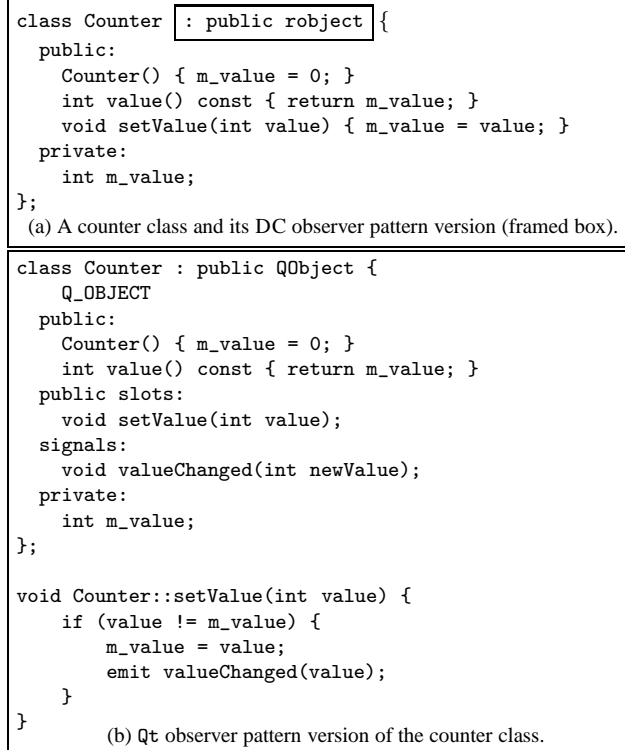 class Counter : public robject {
  public:
    Counter() { m_value = 0; }
    int value() const { return m_value; }
    void setValue(int value) { m_value = value; }
  private:
    int m_value;
};
(a) A counter class and its DC observer pattern version (framed box).
class Counter : public QObject {
    Q_OBJECT
  public:
    Counter() { m_value = 0; }
    int value() const { return m_value; }
  public slots:
    void setValue(int value);
  signals:
    void valueChanged(int newValue);
  private:
    int m_value;
};
void Counter::setValue(int value) {
    if (value != m_value) {
        m_value = value;
        emit valueChanged(value);
    }
}
(b) Qt observer pattern version of the counter class.